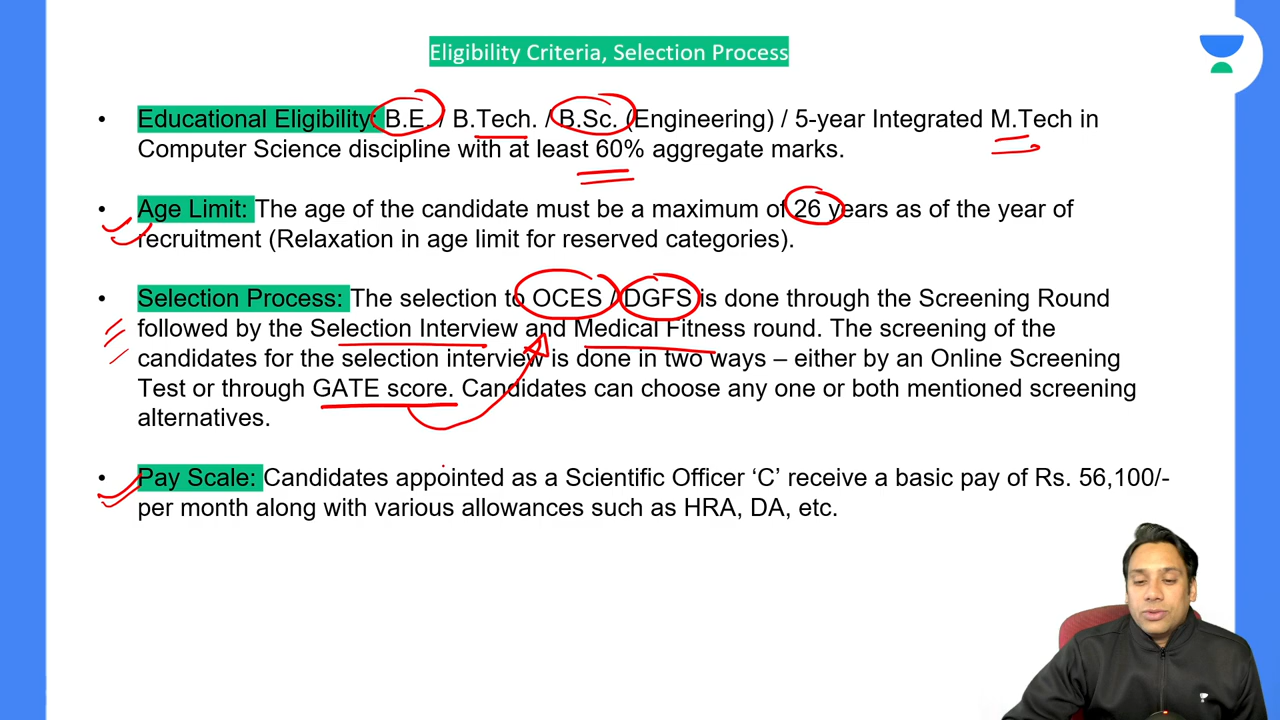 Eligibility Criteria, Selection Process
• Educational Eligibility: B.E. / B.Tech. / B.Sc. (Engineering) / 5-year Integrated M.Tech in
Computer Science discipline with at least 60% aggregate marks.
• Age Limit: The age of the candidate must be a maximum of 26 years as of the year of
recruitment (Relaxation in age limit for reserved categories).
• Selection Process: The selection to OCES / DGFS is done through the Screening Round
followed by the Selection Interview and Medical Fitness round. The screening of the
candidates for the selection interview is done in two ways – either by an Online Screening
Test or through GATE score. Candidates can choose any one or both mentioned screening
alternatives.
• Pay Scale: Candidates appointed as a Scientific Officer ‘C’ receive a basic pay of Rs. 56,100/-
per month along with various allowances such as HRA, DA, etc.